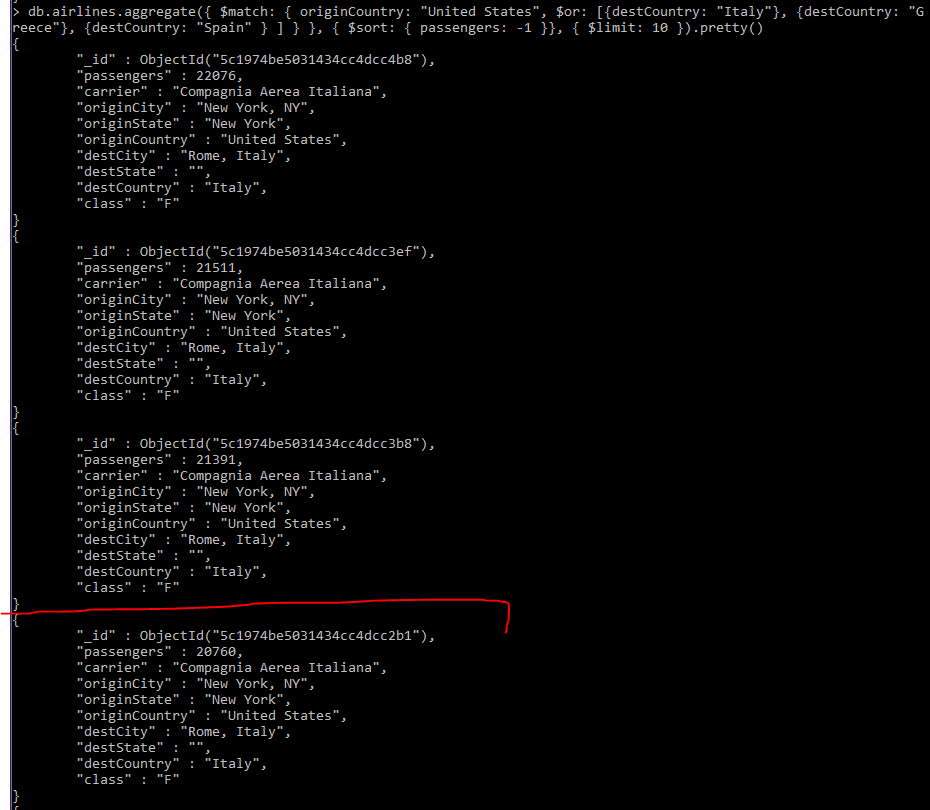 > db.airlines.aggregate({ $match: { originCountry: "United States", $or: [{destCountry: "Italy"}, {destCountry: "G
reece"}, {destCountry: "Spain" } ] } }, { $sort: { passengers: -1 }}, { $limit: 10 }).pretty()
{
        "_id" : ObjectId("5c1974be5031434cc4dcc4b8"),
        "passengers" : 22076,
        "carrier" : "Compagnia Aerea Italiana",
        "originCity" : "New York, NY",
        "originState" : "New York",
        "originCountry" : "United States",
        "destCity" : "Rome, Italy",
        "destState" : "",
        "destCountry" : "Italy",
        "class" : "F"
}
{
        "_id" : ObjectId("5c1974be5031434cc4dcc3ef"),
        "passengers" : 21511,
        "carrier" : "Compagnia Aerea Italiana",
        "originCity" : "New York, NY",
        "originState" : "New York",
        "originCountry" : "United States",
        "destCity" : "Rome, Italy",
        "destState" : "",
        "destCountry" : "Italy",
        "class" : "F"
}
{
        "_id" : ObjectId("5c1974be5031434cc4dcc3b8"),
        "passengers" : 21391,
        "carrier" : "Compagnia Aerea Italiana",
        "originCity" : "New York, NY",
        "originState" : "New York",
        "originCountry" : "United States",
        "destCity" : "Rome, Italy",
        "destState" : "",
        "destCountry" : "Italy",
        "class" : "F"
}
{
        "_id" : ObjectId("5c1974be5031434cc4dcc2b1"),
        "passengers" : 20760,
        "carrier" : "Compagnia Aerea Italiana",
        "originCity" : "New York, NY",
        "originState" : "New York",
        "originCountry" : "United States",
        "destCity" : "Rome, Italy",
        "destState" : "",
        "destCountry" : "Italy",
        "class" : "F"
}